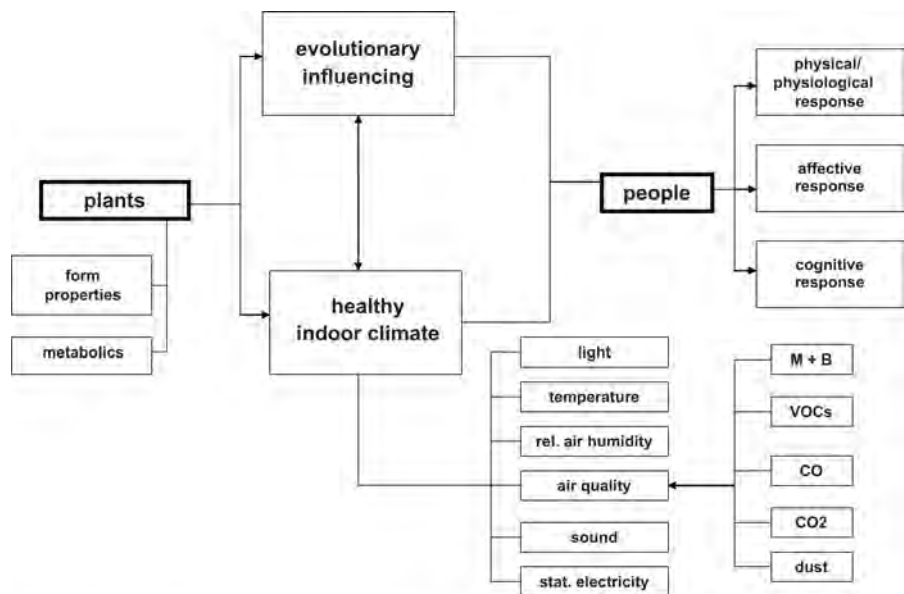 evolutionary
influencing
physical/
physiological
response
plants
people
affective
response
form
properties
healthy
indoor climate
cognitive
response
metabolics
light
M + B
temperature
VOCs
rel. air humidity
CO
air quality
CO2
sound
dust
stat. electricity